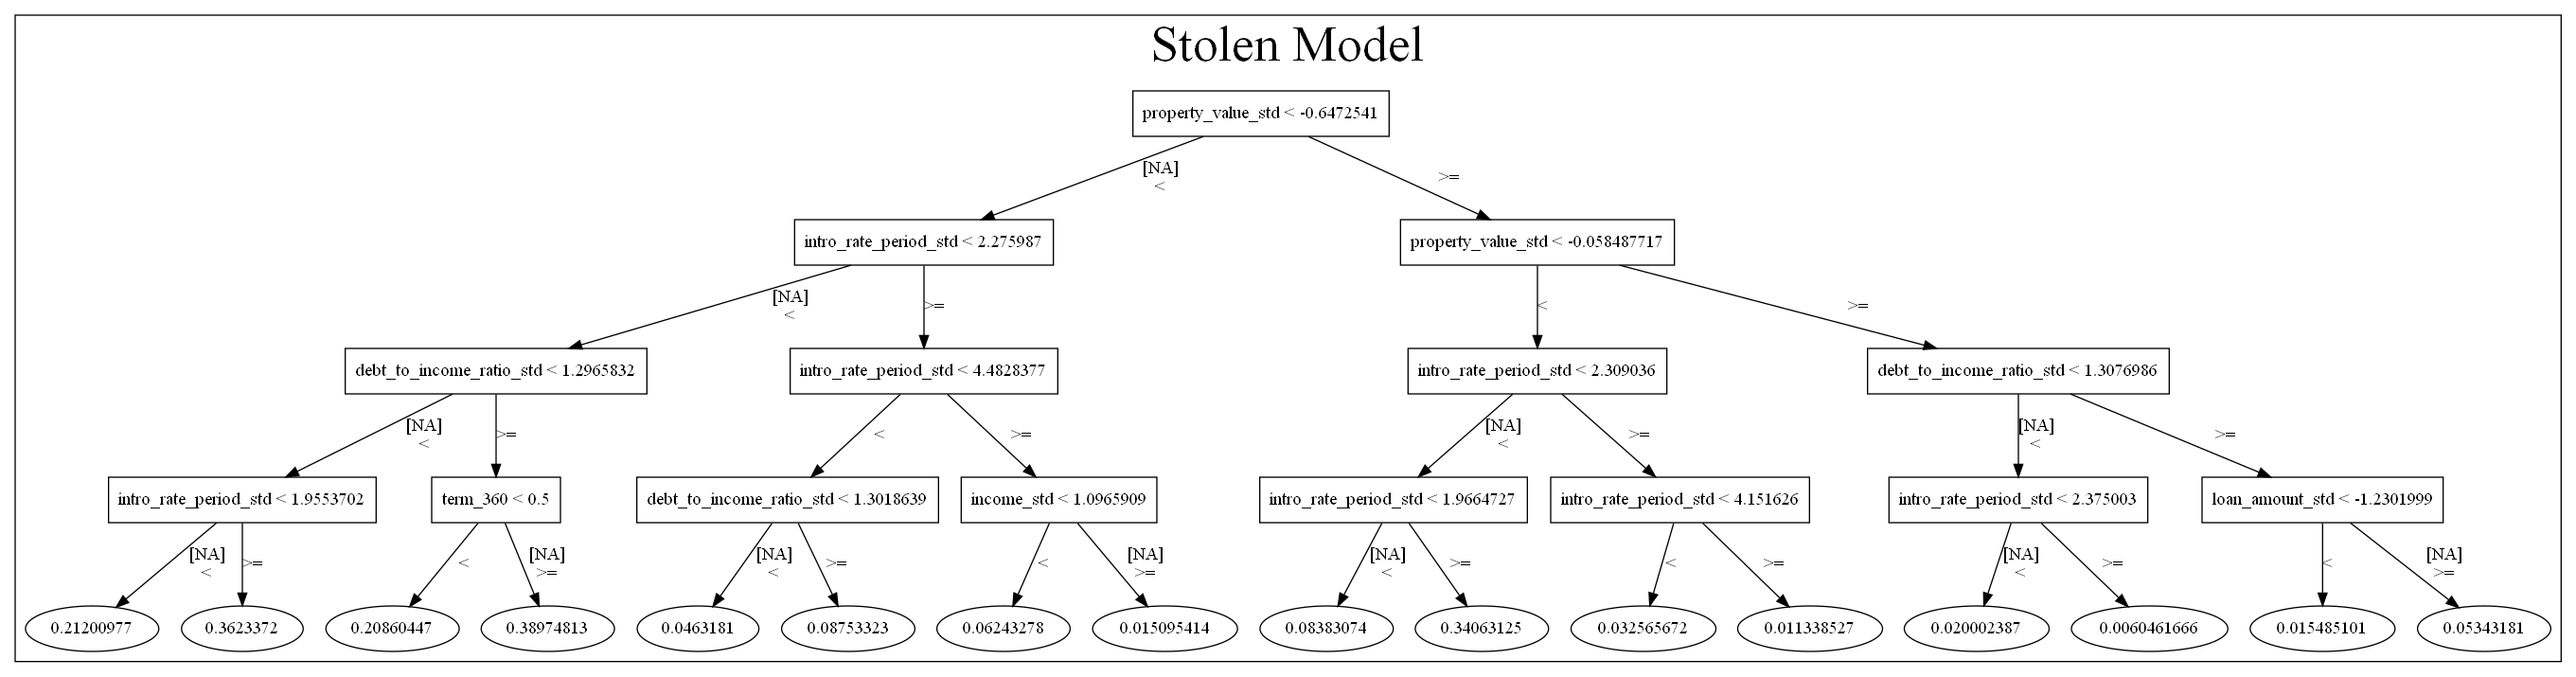 Stolen Model
property_value_std < -0.6472541
[NA]
<
>=
intro_rate_period_std < 2.275987
property_value_std < -0.058487717
[NA]
<
>=
<
>=
debt_to_income_ratio_std < 1.2965832
intro_rate_period_std < 4.4828377
intro_rate_period_std < 2.309036
debt_to_income_ratio_std < 1.3076986
[NA]
<
>=
<
>=
[NA]
<
>=
[NA]
<
>=
intro_rate_period_std < 1.9553702
term_360 < 0.5
debt_to_income_ratio_std < 1.3018639
income_std < 1.0965909
intro_rate_period_std < 1.9664727
intro_rate_period_std < 4.151626
intro_rate_period_std < 2.375003
loan_amount_std < -1.2301999
[NA]
<
>=
<
[NA]
>=
[NA]
<
>=
<
[NA]
>=
[NA]
<
>=
<
>=
[NA]
<
>=
<
[NA]
>=
0.21200977
0.3623372
0.20860447
0.38974813
0.0463181
0.08753323
0.06243278
0.015095414
0.08383074
0.34063125
0.032565672
0.011338527
0.020002387
0.0060461666
0.015485101
0.05343181